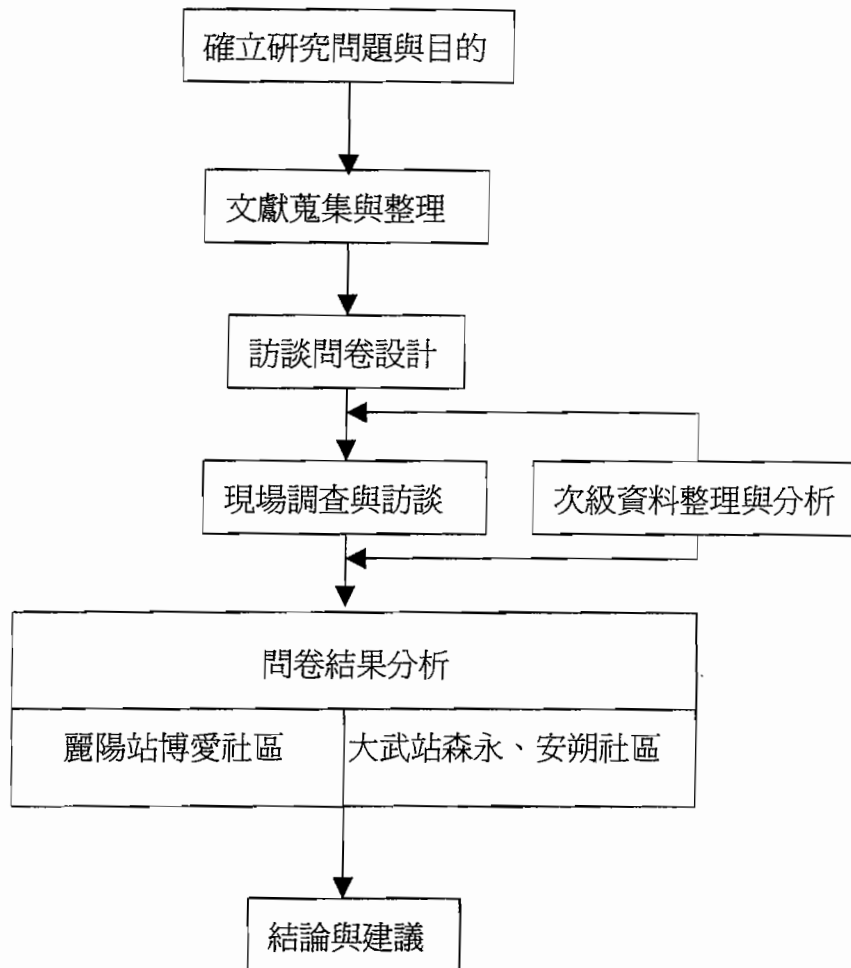 確立研究問題與目的
文獻蒐集與整理
訪談問卷設計
現場調查與訪談
次級資料整理與分析
問卷結果分析
麗陽站博愛社區
大武站森永、安朔社區
結論與建議